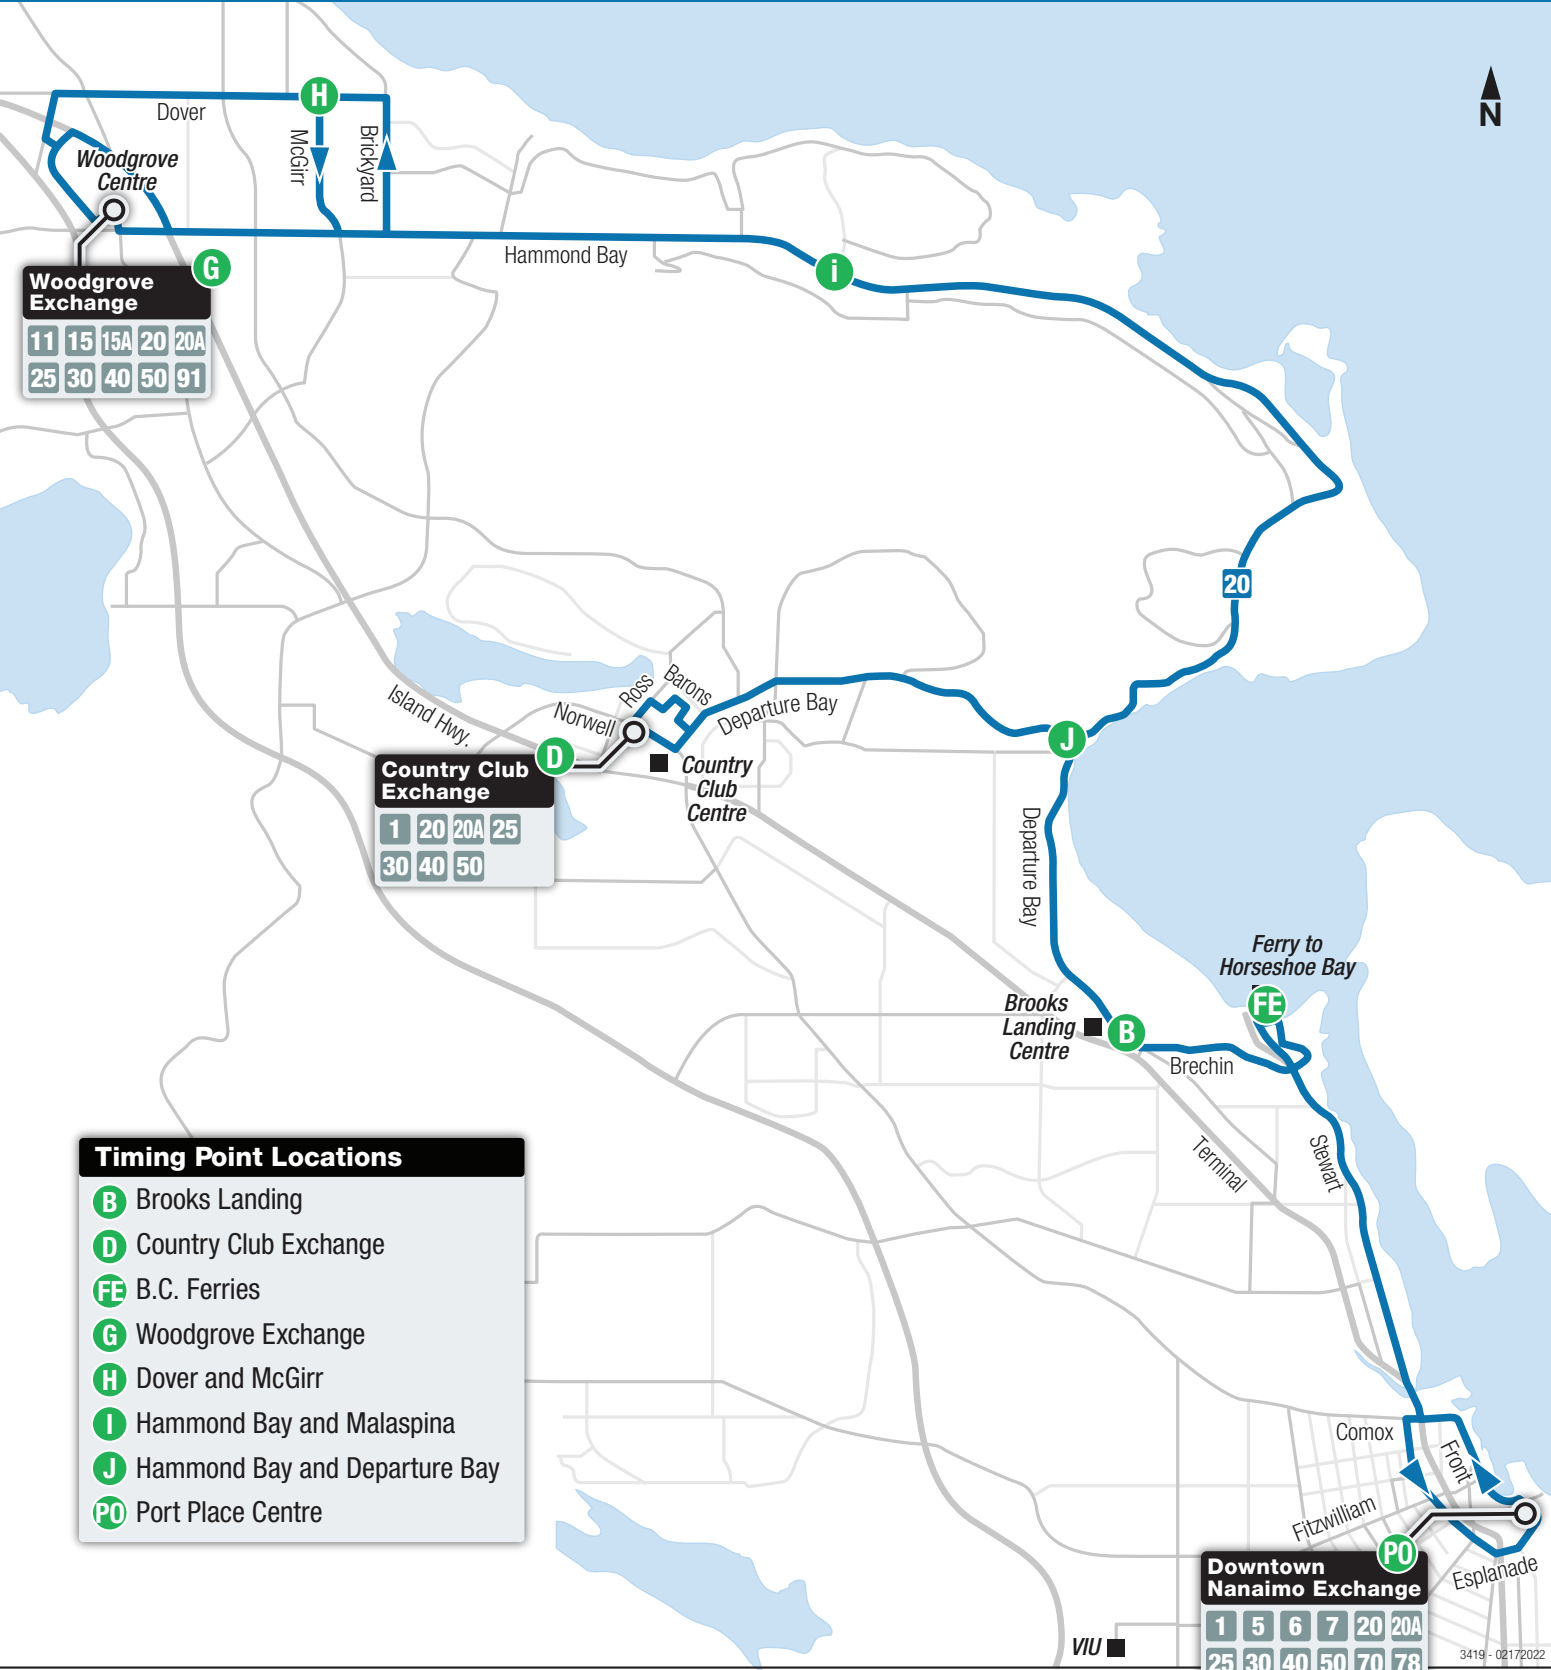 H
N
Dover
McGirr
Brickyard
Woodgrove
Centre
Hammond Bay
G
i
Woodgrove
Exchange
11 15 15A 20 20A
25 30 40 50 91
20
Ross
Barons
Norwell
Departure Bay
Island Hwy.
J
D
Country Club
Exchange
1 20 20A 25
30 40 50
Country
Club
Centre
Departure Bay
Ferry to
Horseshoe Bay
FE
Brooks
Landing
Centre
B
Brechin
Terminal
Stewart
Timing Point Locations
B Brooks Landing
D Country Club Exchange
FE B.C. Ferries
G Woodgrove Exchange
H Dover and McGirr
I Hammond Bay and Malaspina
J Hammond Bay and Departure Bay
PO Port Place Centre
Comox
Front
Fitzwilliam
PO
Esplanade
Downtown
Nanaimo Exchange
1 5 6 7 20 20A
25 30 40 50 70 78
VIU
3419 - 02172022